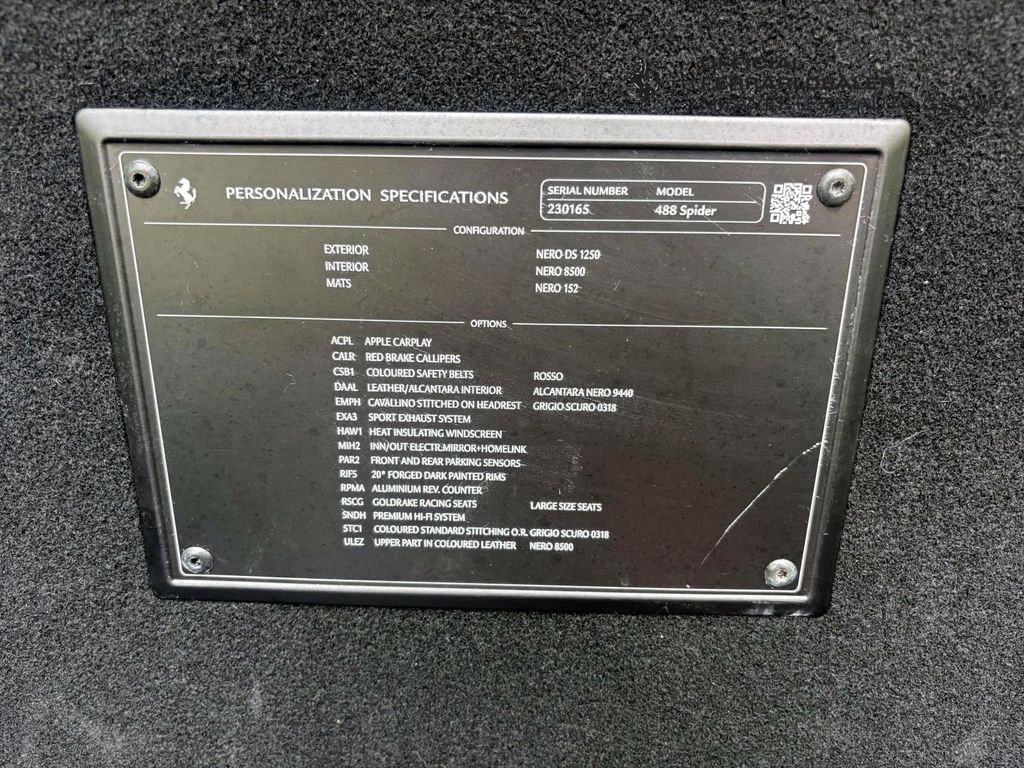 PERSONALIZATION SPECIFICATIONS
SERIAL NUMBER MODEL
230165 488 Spider
CONFIGURATION
EXTERIOR NERO DS 1250
INTERIOR NERO 8500
MATS NERO 152
OPTIONS
ACPL APPLE CARPLAY
CALR RED BRAKE CALLIPERS
CSB1 COLOURED SAFETY BELTS ROSSO
DAAL LEATHER/ALCANTARA INTERIOR ALCANTARA NERO 9440
EMPH CAVALLINO STITCHED ON HEADREST GRIGIO SCURO 0318
EXA3 SPORT EXHAUST SYSTEM
HAW1 HEAT INSULATING WINDSCREEN
MIH2 INN/OUT ELECTR.MIRROR+HOMELINK
PAR2 FRONT AND REAR PARKING SENSORS
RIF5 20" FORGED DARK PAINTED RIMS
RPMA ALUMINIUM REV. COUNTER
RSCG GOLDRAKE RACING SEATS LARGE SIZE SEATS
SNDH PREMIUM HI-FI SYSTEM
STC1 COLOURED STANDARD STITCHING O.R. GRIGIO SCURO 0318
ULEZ UPPER PART IN COLOURED LEATHER NERO 8500